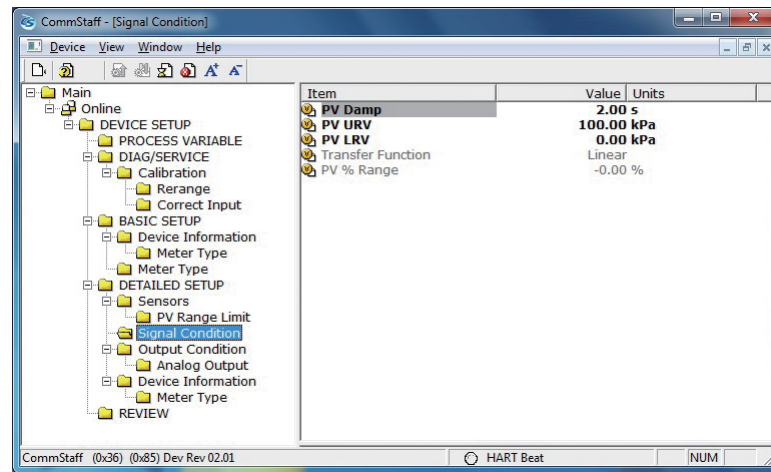 CommStaff - [Signal Condition]
Device View Window Help
Main
Online
DEVICE SETUP
PROCESS VARIABLE
DIAG/SERVICE
Calibration
Rerange
Correct Input
BASIC SETUP
Device Information
Meter Type
Meter Type
DETAILED SETUP
Sensors
PV Range Limit
Signal Condition
Output Condition
Analog Output
Device Information
Meter Type
REVIEW
Item Value Units
PV Damp 2.00 s
PV URV 100.00 kPa
PV LRV 0.00 kPa
Transfer Function Linear
PV % Range -0.00 %
CommStaff (0x36) (0x85) Dev Rev 02.01 HART Beat NUM